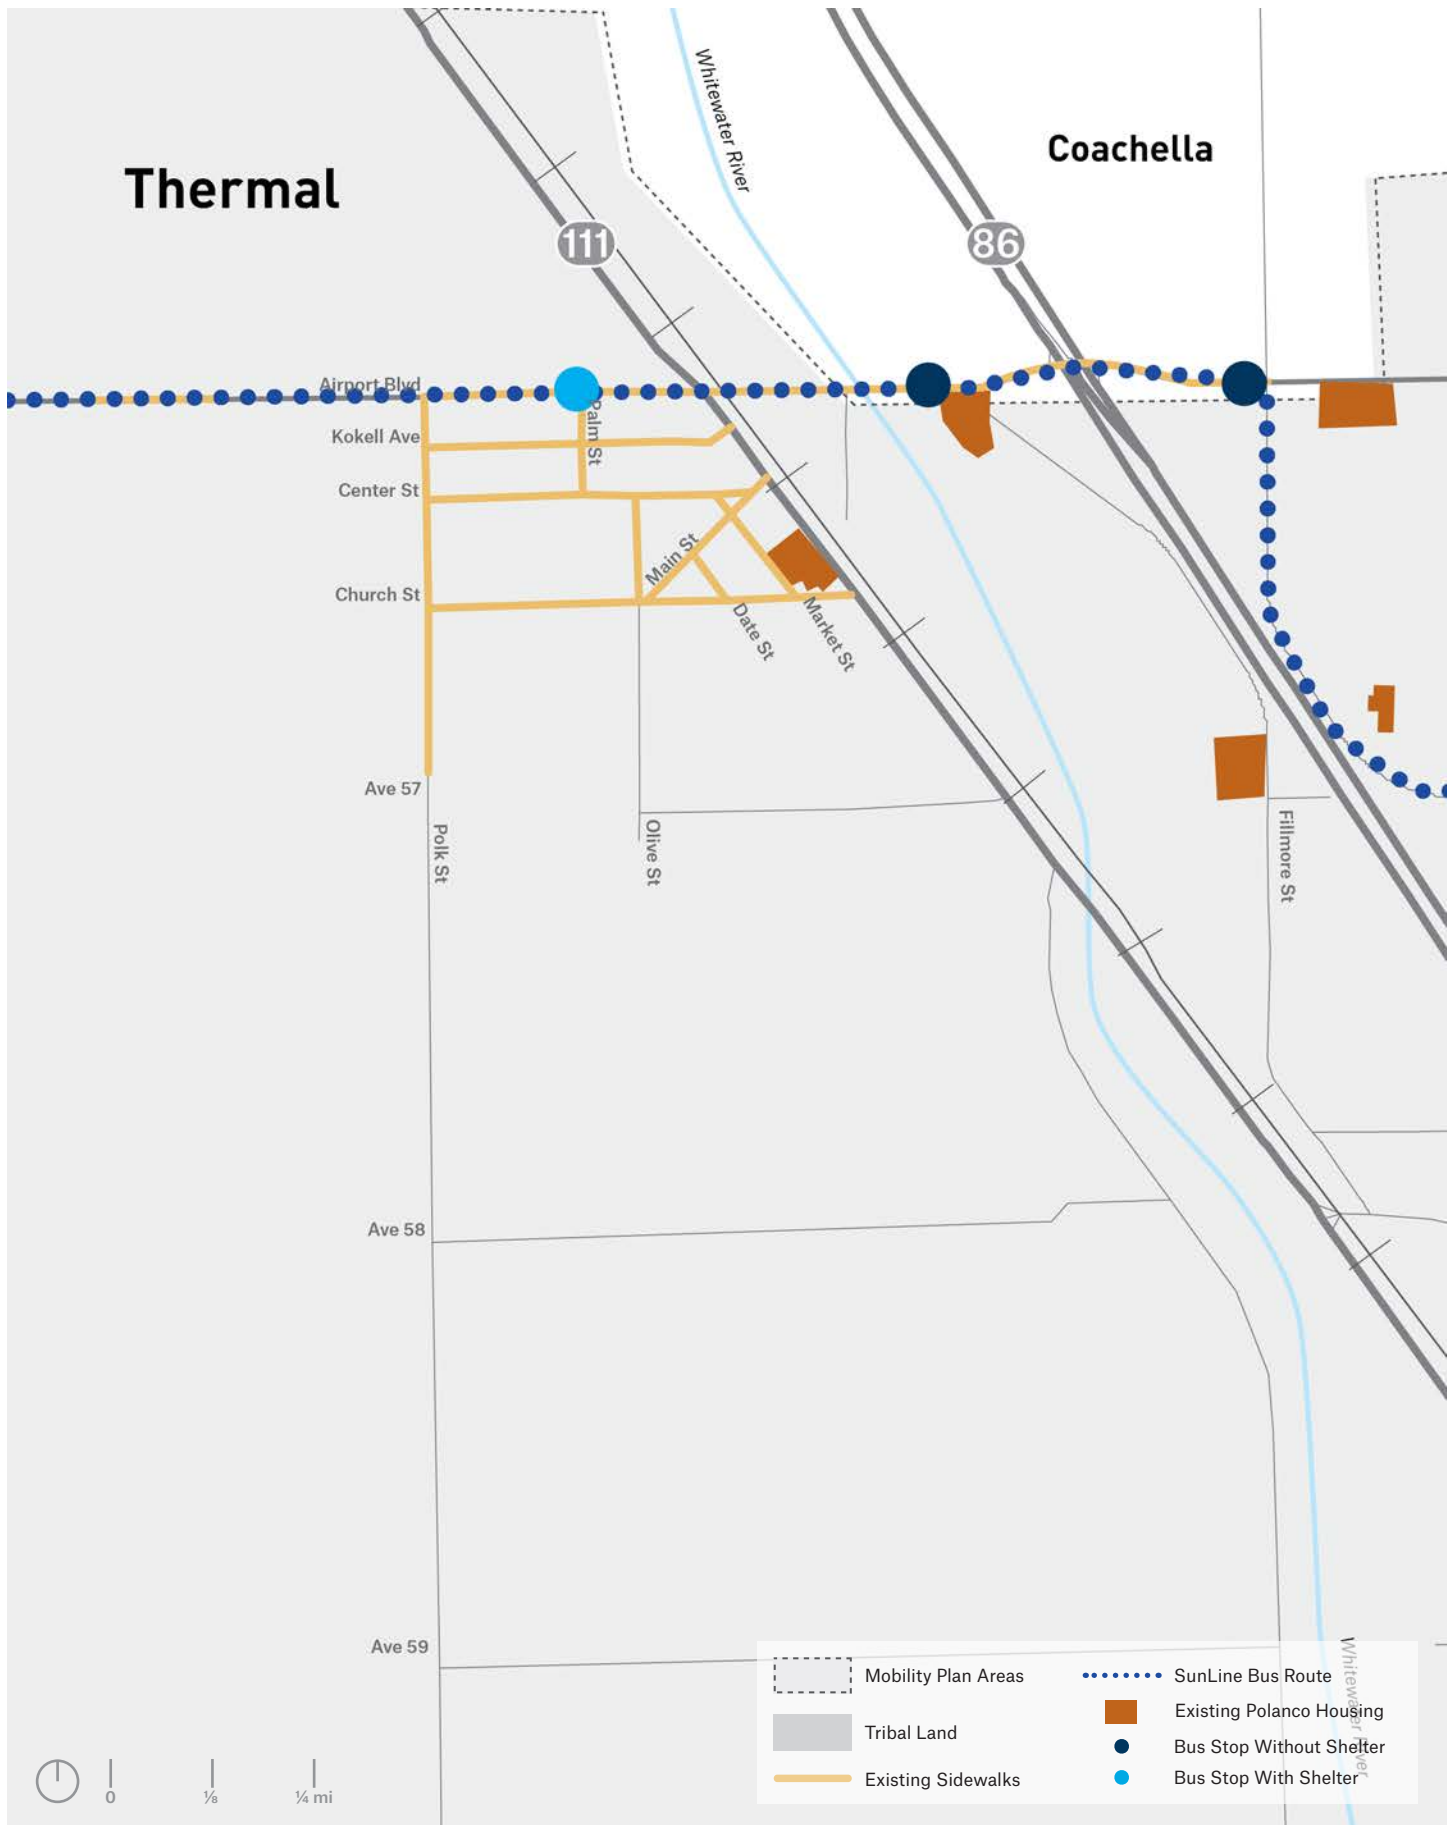 Whitewater River
Coachella
Thermal
111
86
Airport Blvd
Palm St
Kokell Ave
Center St
Main St
Church St
Date St
Market St
Ave 57
Polk St
Olive St
Fillmore St
Ave 58
Ave 59
Whitewater River
Mobility Plan Areas
SunLine Bus Route
Existing Polanco Housing
Tribal Land
Bus Stop Without Shelter
Existing Sidewalks
Bus Stop With Shelter
0
⅛
¼ mi